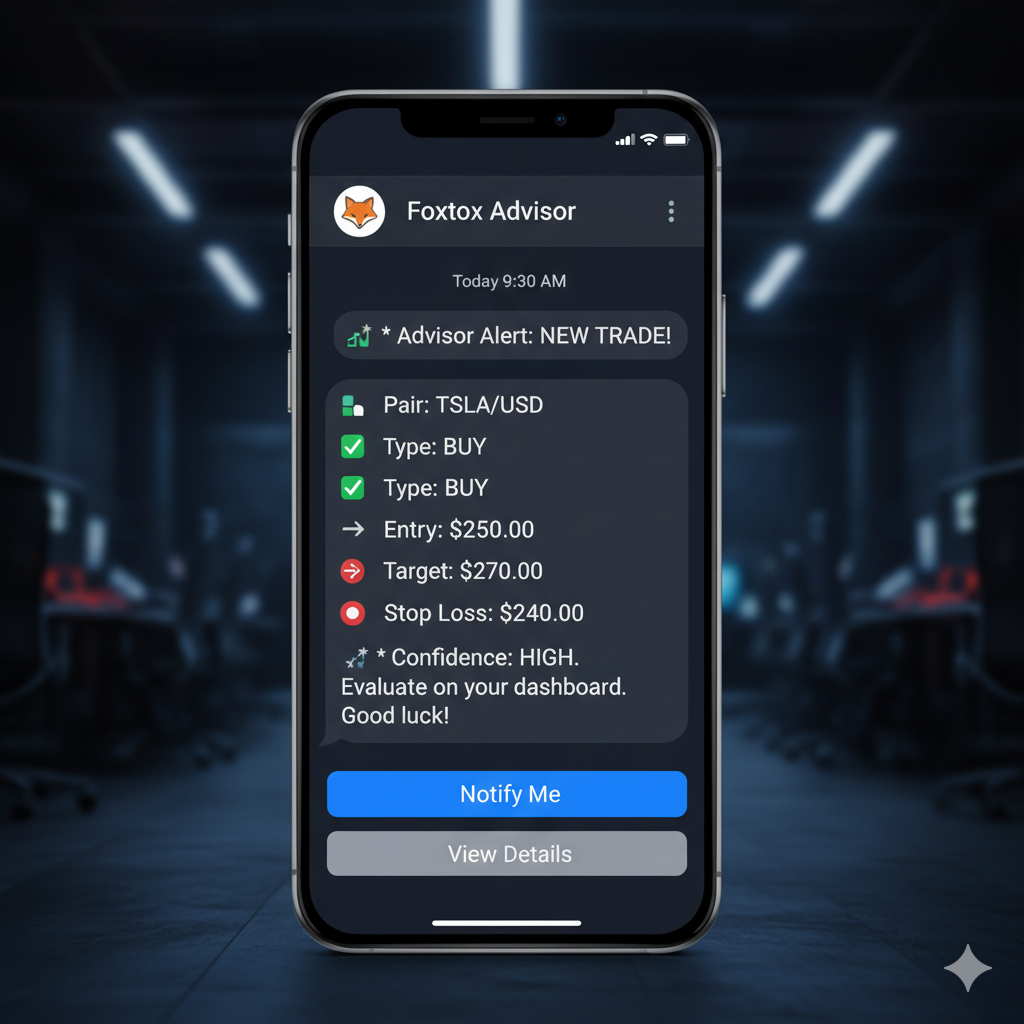 Foxtox Advisor
Today 9:30 AM
* Advisor Alert: NEW TRADE!
Pair: TSLA/USD
Type: BUY
Type: BUY
Entry: $250.00
Target: $270.00
Stop Loss: $240.00
* Confidence: HIGH.
Evaluate on your dashboard.
Good luck!
Notify Me
View Details